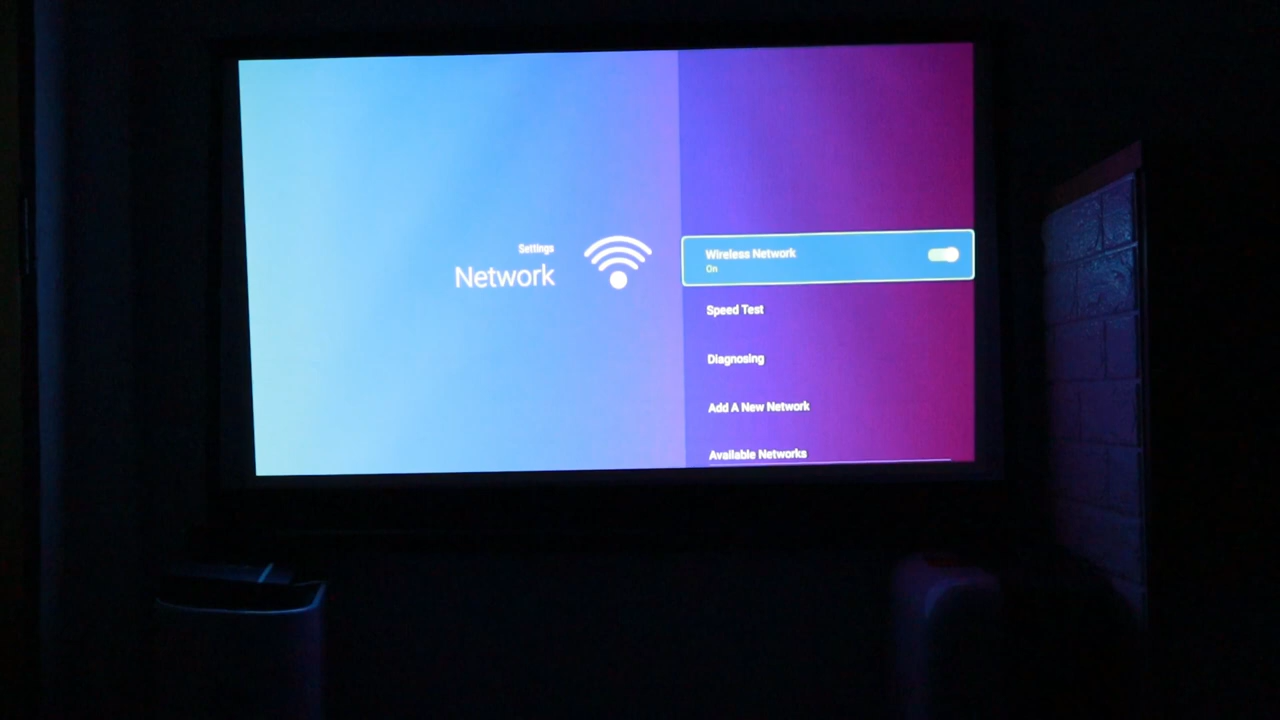 Settings
Network
Wireless Network
On
Speed Test
Diagnosing
Add A New Network
Available Networks